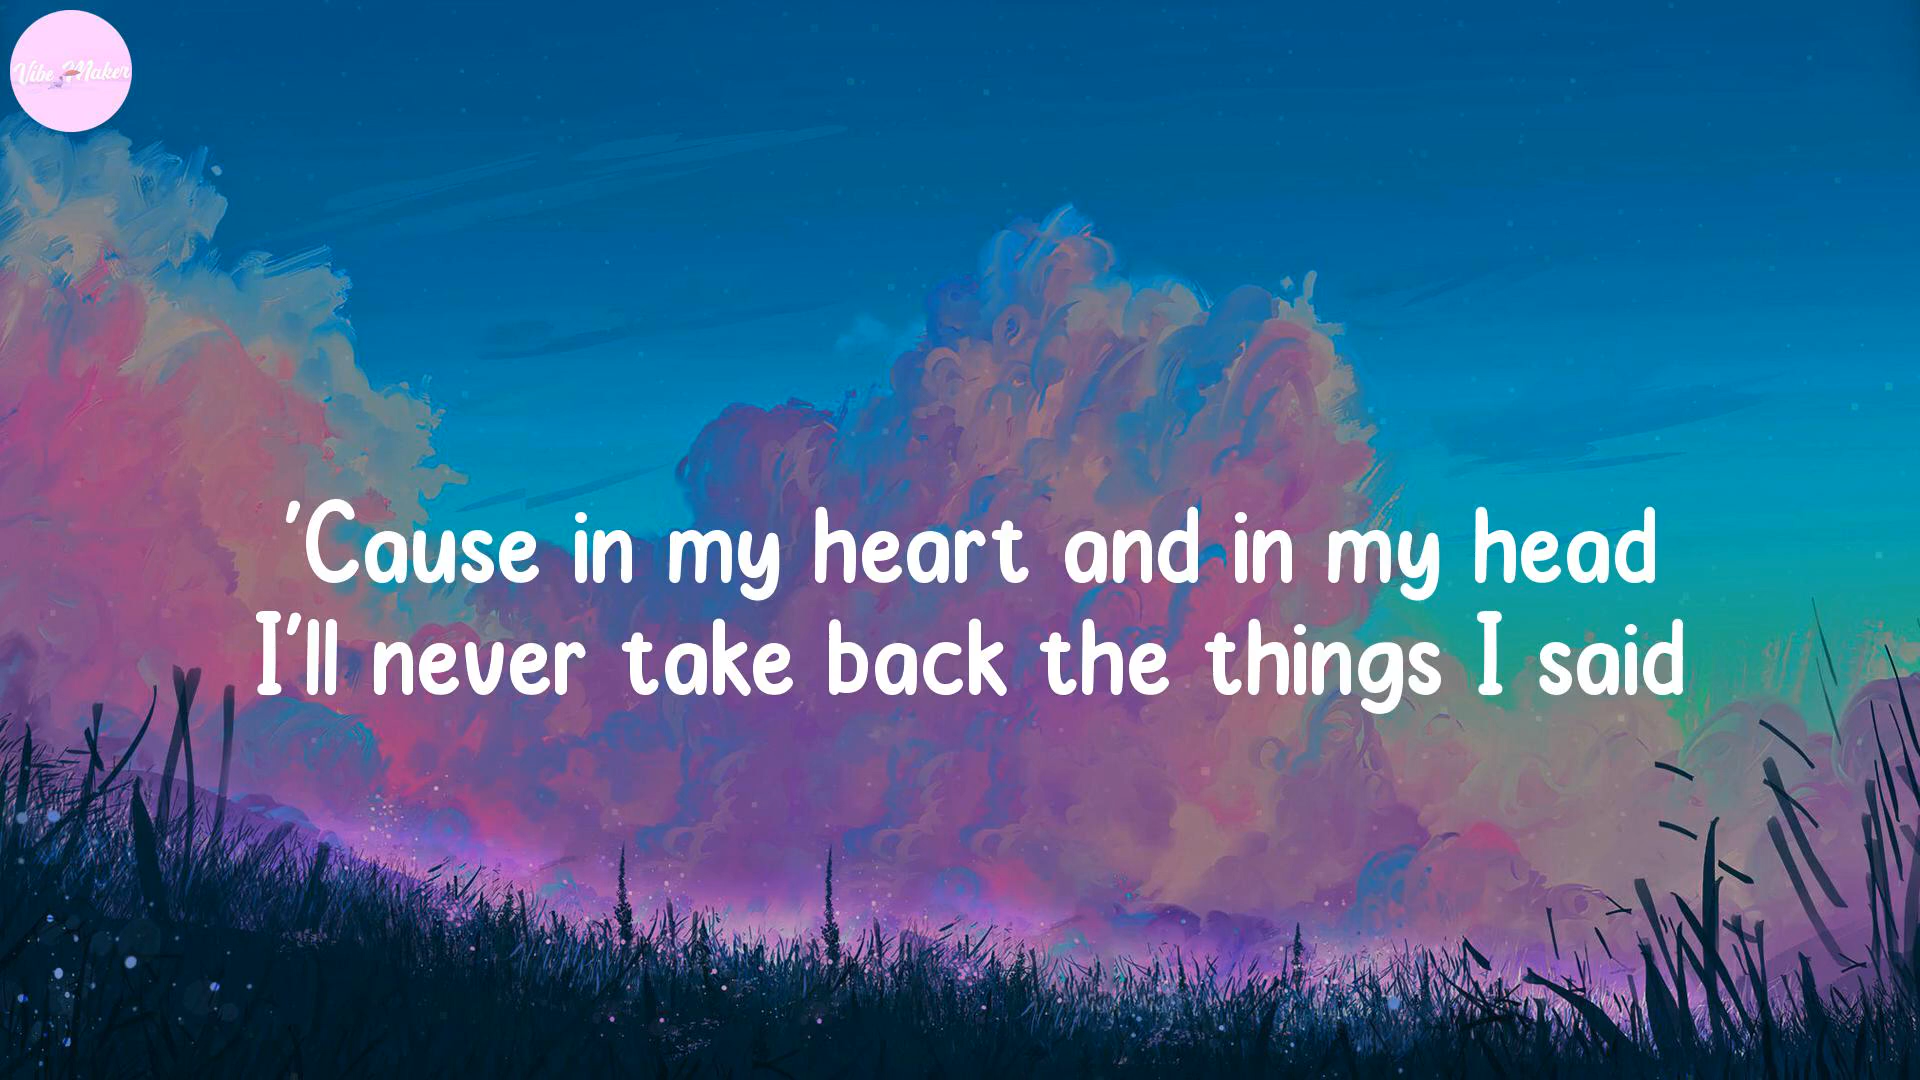 Vibe Maker
'Cause in my heart and in my head
I'll never take back the things I said